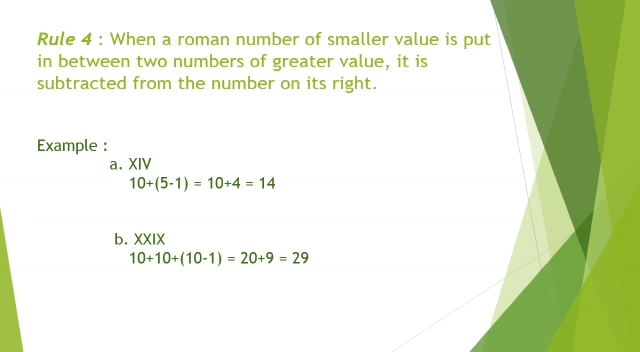 Rule 4 : When a roman number of smaller value is put
in between two numbers of greater value, it is
subtracted from the number on its right.
Example :
a. XIV
10+(5-1) = 10+4 = 14
b. XXIX
10+10+(10-1) = 20+9 = 29